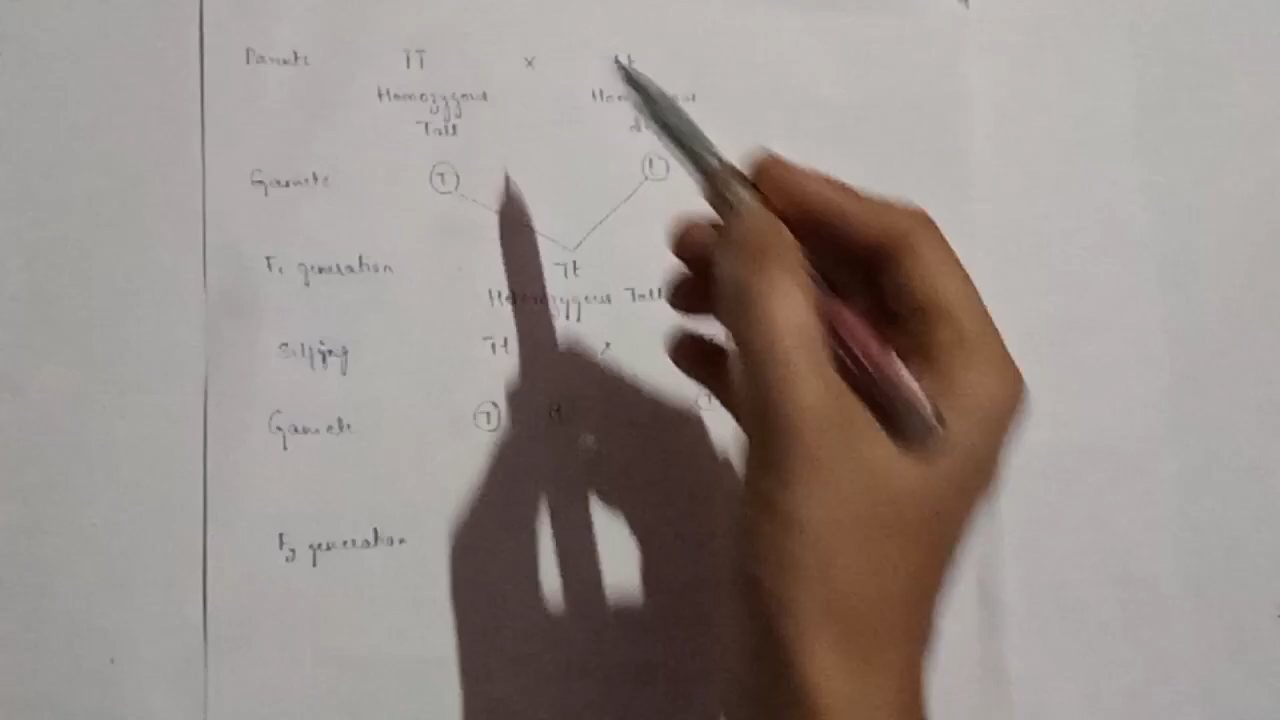 Parents TT x tt
Homozygous
Tall
Gamete T t
F1 generation Tt
Heterozygous Tall
Selfing Tt x
Gamete T t T
F2 generation